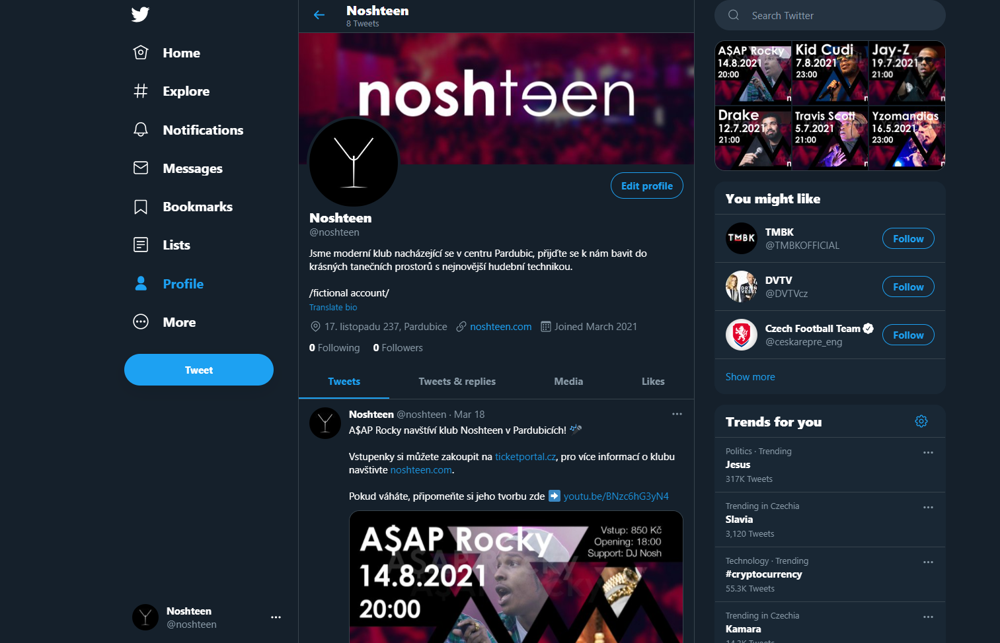 Home
Explore
Notifications
Messages
Bookmarks
Lists
Profile
More
Tweet
Noshteen
@noshteen
Noshteen
8 Tweets
noshteen
Edit profile
Noshteen
@noshteen
Jsme moderní klub nacházející se v centru Pardubic, přijďte se k nám bavit do
krásných tanečních prostorů s nejnovější hudební technikou.
/fictional account/
Translate bio
17. listopadu 237, Pardubice noshteen.com Joined March 2021
0 Following 0 Followers
Tweets Tweets & replies Media Likes
Noshteen @noshteen · Mar 18
A$AP Rocky navštíví klub Noshteen v Pardubicích! 🎤
Vstupenky si můžete zakoupit na ticketportal.cz, pro více informací o klubu
navštivte noshteen.com.
Pokud váháte, připomeňte si jeho tvorbu zde ➡ youtu.be/BNzc6hG3yN4
A$AP Rocky
14.8.2021
20:00
Vstup: 850 Kč
Opening: 18:00
Support: DJ Nosh
Search Twitter
A$AP Rocky
14.8.2021
20:00
Kid Cudi
7.8.2021
23:00
Jay-Z
19.7.2021
21:00
Drake
12.7.2021
21:00
Travis Scott
5.7.2021
21:00
Yzomandias
16.5.2021
23:00
You might like
TMBK
TMBK
@TMBKOFFICIAL
Follow
DVTV
@DVTVcz
Follow
Czech Football Team
@ceskarepre_eng
Follow
Show more
Trends for you
Politics · Trending
Jesus
317K Tweets
Trending in Czechia
Slavia
3,120 Tweets
Technology · Trending
#cryptocurrency
55.3K Tweets
Trending in Czechia
Kamara
14.3K Tweets